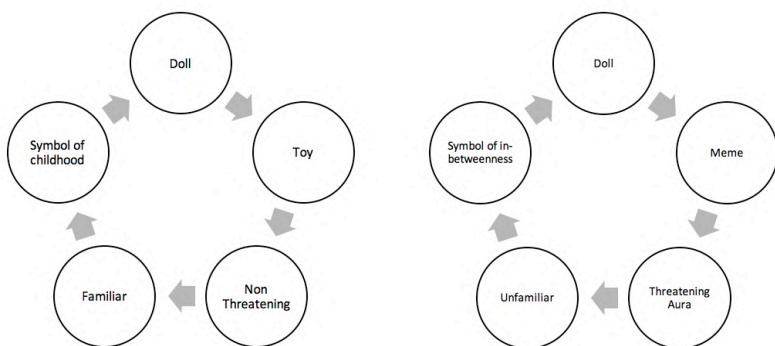 Doll
Toy
Non
Threatening
Familiar
Symbol of
childhood
Doll
Meme
Threatening
Aura
Unfamiliar
Symbol of in-
betweenness